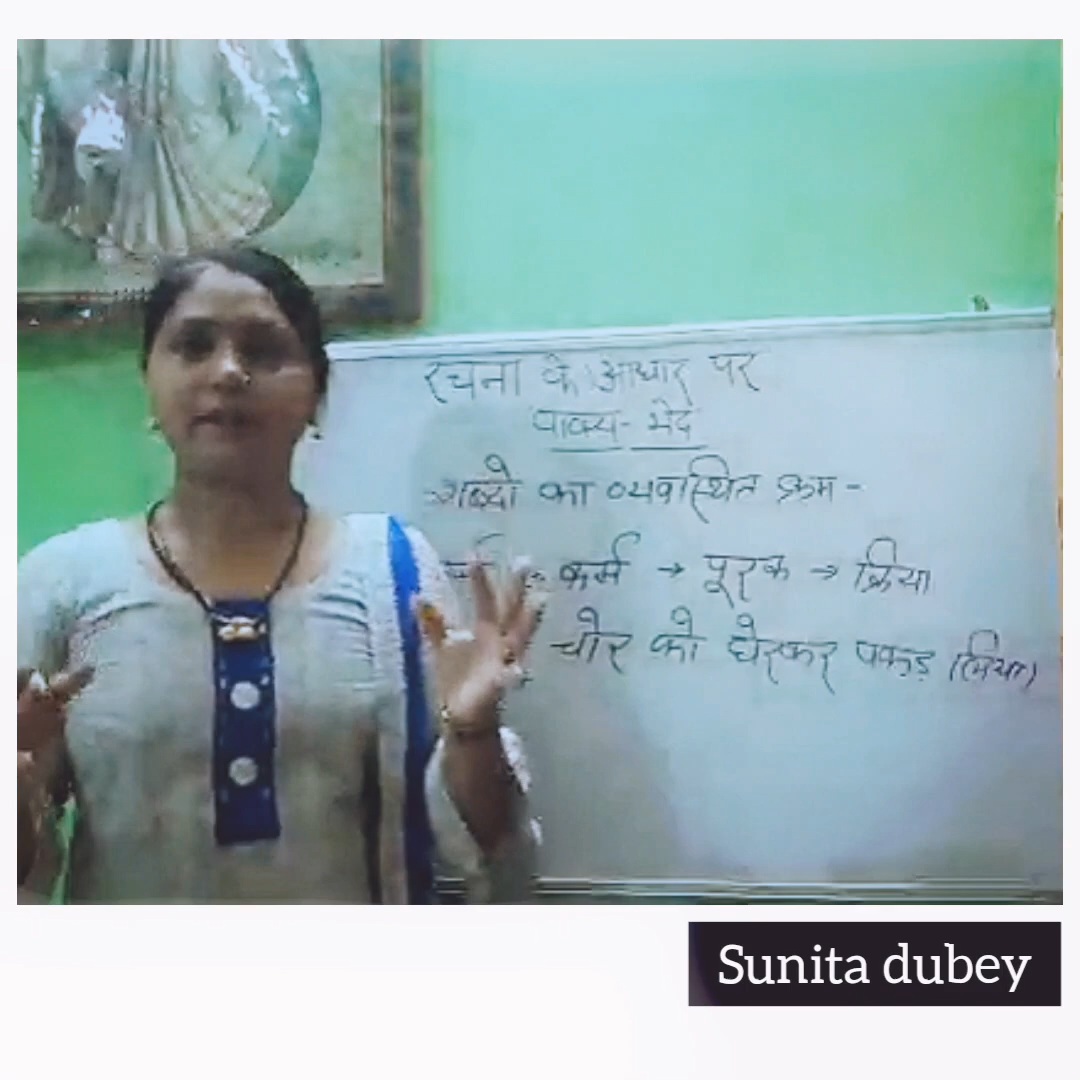 रचना के आधार पर
वाक्य- भेद
शब्दो का व्यवस्थित क्रम -
कर्म → पूरक → क्रिया
चोर को घेरकर पकड़ लिया।
Sunita dubey